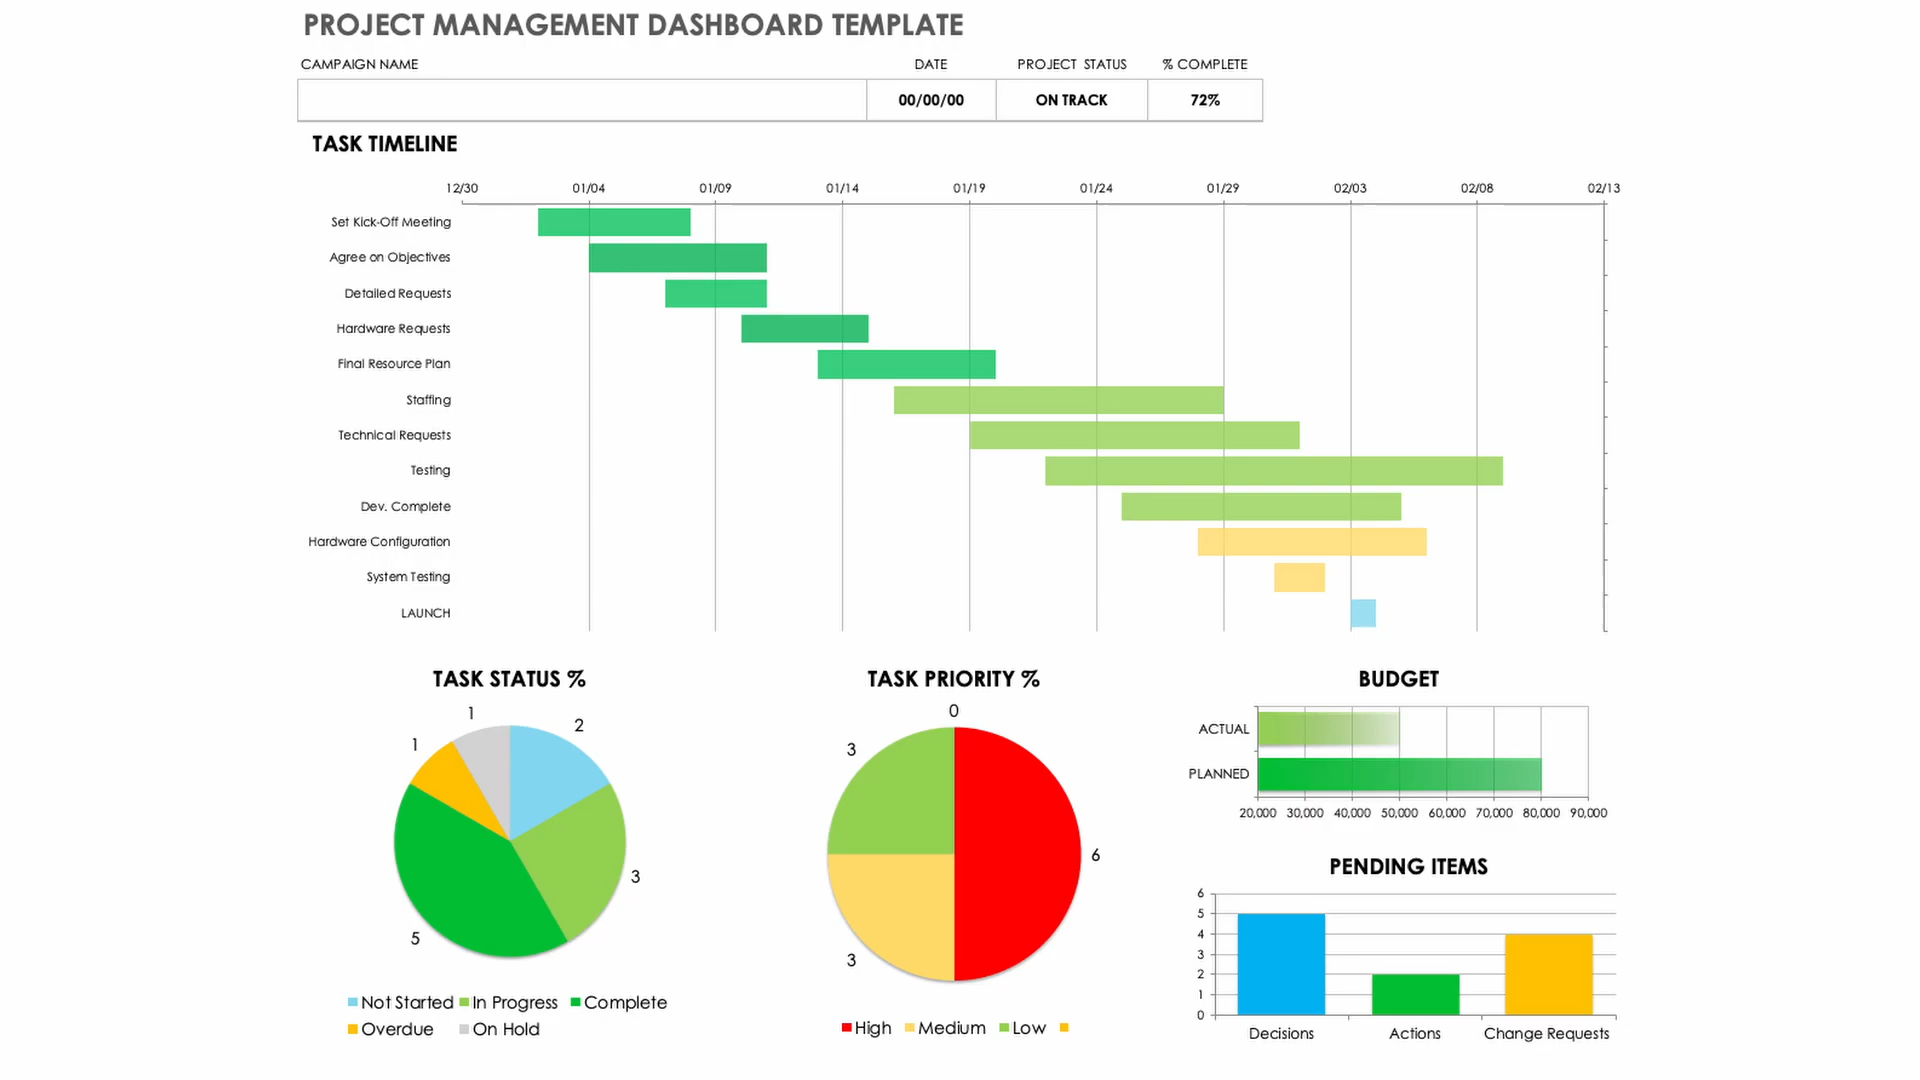 PROJECT MANAGEMENT DASHBOARD TEMPLATE
CAMPAIGN NAME DATE PROJECT STATUS % COMPLETE
00/00/00 ON TRACK 72%
TASK TIMELINE
12/30 01/04 01/09 01/14 01/19 01/24 01/29 02/03 02/08 02/13
Set Kick-Off Meeting
Agree on Objectives
Detailed Requests
Hardware Requests
Final Resource Plan
Staffing
Technical Requests
Testing
Dev. Complete
Hardware Configuration
System Testing
LAUNCH
TASK STATUS %
1
2
1
3
5
Not Started In Progress Complete
Overdue On Hold
TASK PRIORITY %
0
3
6
3
High Medium Low
BUDGET
ACTUAL
PLANNED
20,000 30,000 40,000 50,000 60,000 70,000 80,000 90,000
PENDING ITEMS
6
5
4
3
2
1
0
Decisions Actions Change Requests